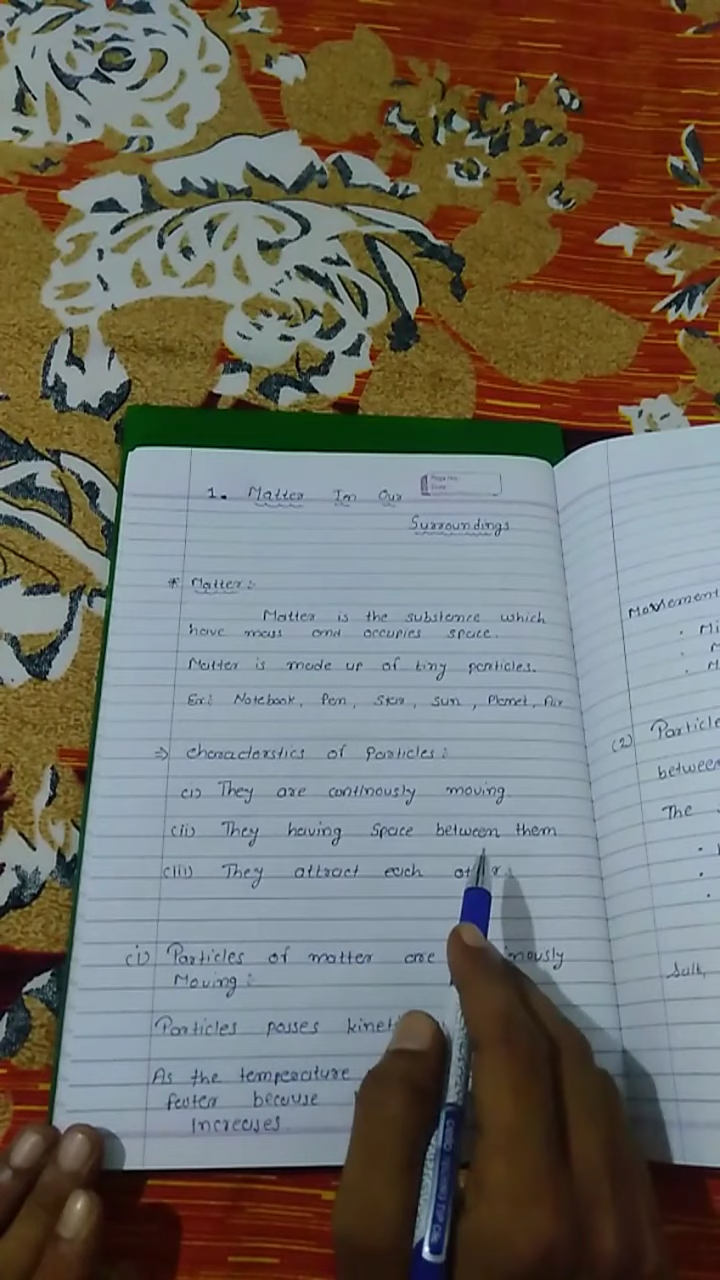 1. Matter In Our
Surroundings
* Matter :
Matter is the substance which
have mass and occupies space.
Matter is made up of tiny particles.
Ex: Notebook, Pen, Star, Sun, Planet, Air
⇒ Characterstics of Particles :
(i) They are continously moving
(ii) They having Space between them
(iii) They attract each
(i) Particles of matter are
Moving :
Particles posses
As the temperature
faster because
Increases
Movement
(2) Particle
between
The
Salt,